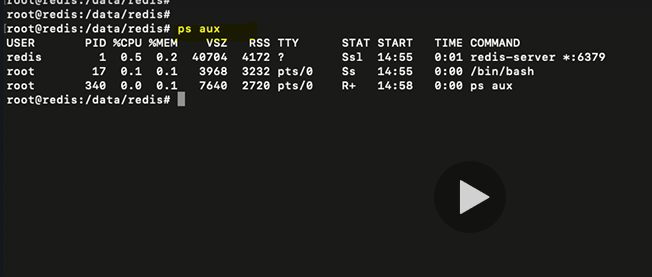 root@redis:/data/redis#
root@redis:/data/redis#
root@redis:/data/redis# ps aux
USER PID %CPU %MEM VSZ RSS TTY STAT START TIME COMMAND
redis 1 0.5 0.2 40704 4172 ? Ssl 14:55 0:01 redis-server *:6379
root 17 0.1 0.1 3968 3232 pts/0 Ss 14:55 0:00 /bin/bash
root 340 0.0 0.1 7640 2720 pts/0 R+ 14:58 0:00 ps aux
root@redis:/data/redis#